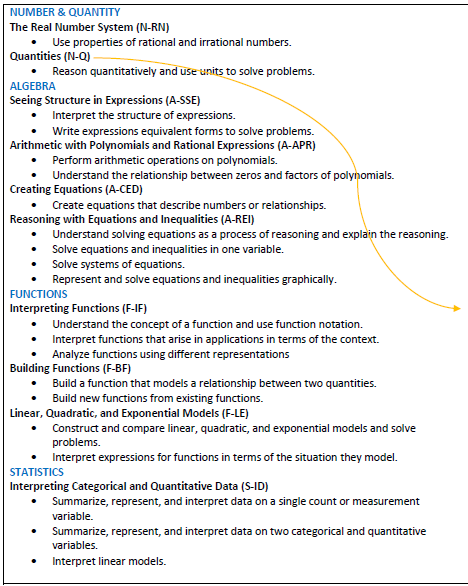 NUMBER & QUANTITY
The Real Number System (N-RN)
• Use properties of rational and irrational numbers.
Quantities (N-Q)
• Reason quantitatively and use units to solve problems.
ALGEBRA
Seeing Structure in Expressions (A-SSE)
• Interpret the structure of expressions.
• Write expressions equivalent forms to solve problems.
Arithmetic with Polynomials and Rational Expressions (A-APR)
• Perform arithmetic operations on polynomials.
• Understand the relationship between zeros and factors of polynomials.
Creating Equations (A-CED)
• Create equations that describe numbers or relationships.
Reasoning with Equations and Inequalities (A-REI)
• Understand solving equations as a process of reasoning and explain the reasoning.
• Solve equations and inequalities in one variable.
• Solve systems of equations.
• Represent and solve equations and inequalities graphically.
FUNCTIONS
Interpreting Functions (F-IF)
• Understand the concept of a function and use function notation.
• Interpret functions that arise in applications in terms of the context.
• Analyze functions using different representations
Building Functions (F-BF)
• Build a function that models a relationship between two quantities.
• Build new functions from existing functions.
Linear, Quadratic, and Exponential Models (F-LE)
• Construct and compare linear, quadratic, and exponential models and solve
problems.
• Interpret expressions for functions in terms of the situation they model.
STATISTICS
Interpreting Categorical and Quantitative Data (S-ID)
• Summarize, represent, and interpret data on a single count or measurement
variable.
• Summarize, represent, and interpret data on two categorical and quantitative
variables.
• Interpret linear models.